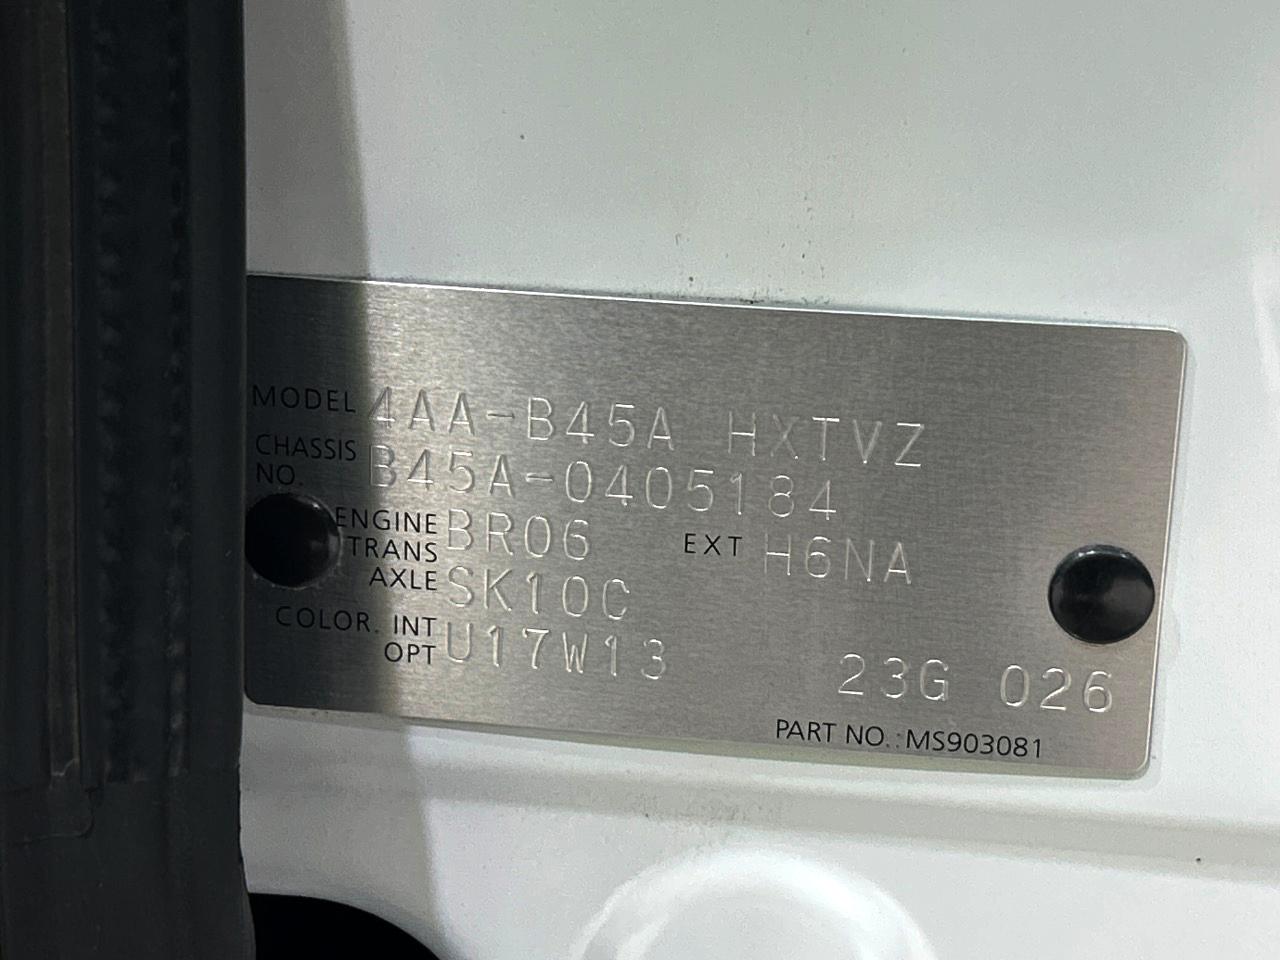 MODEL 4AA-B45A HXTVZ
CHASSIS NO. B45A-0405184
ENGINE BR06 EXT H6NA
TRANS AXLE SK10C
COLOR. INT OPT U17W13 23G 026
PART NO.:MS903081